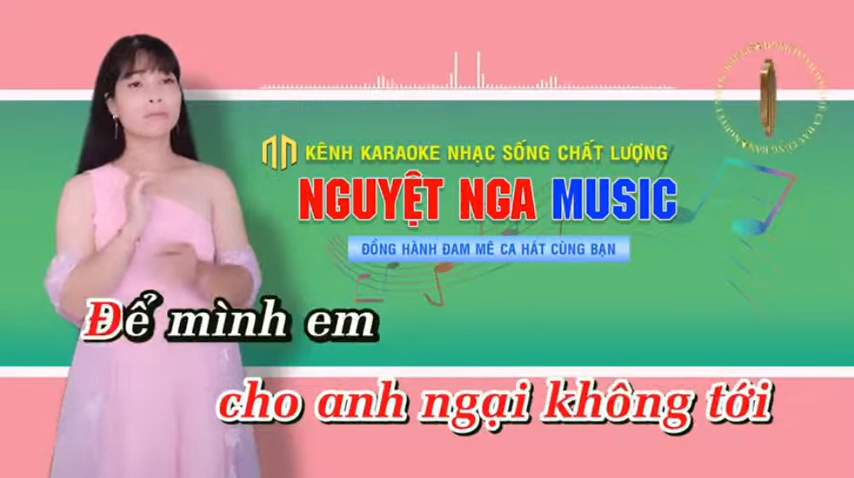 KÊNH KARAOKE NHẠC SỐNG CHẤT LƯỢNG
NGUYỆT NGA MUSIC
ĐỒNG HÀNH ĐAM MÊ CA HÁT CÙNG BẠN
Để mình em
cho anh ngại không tới